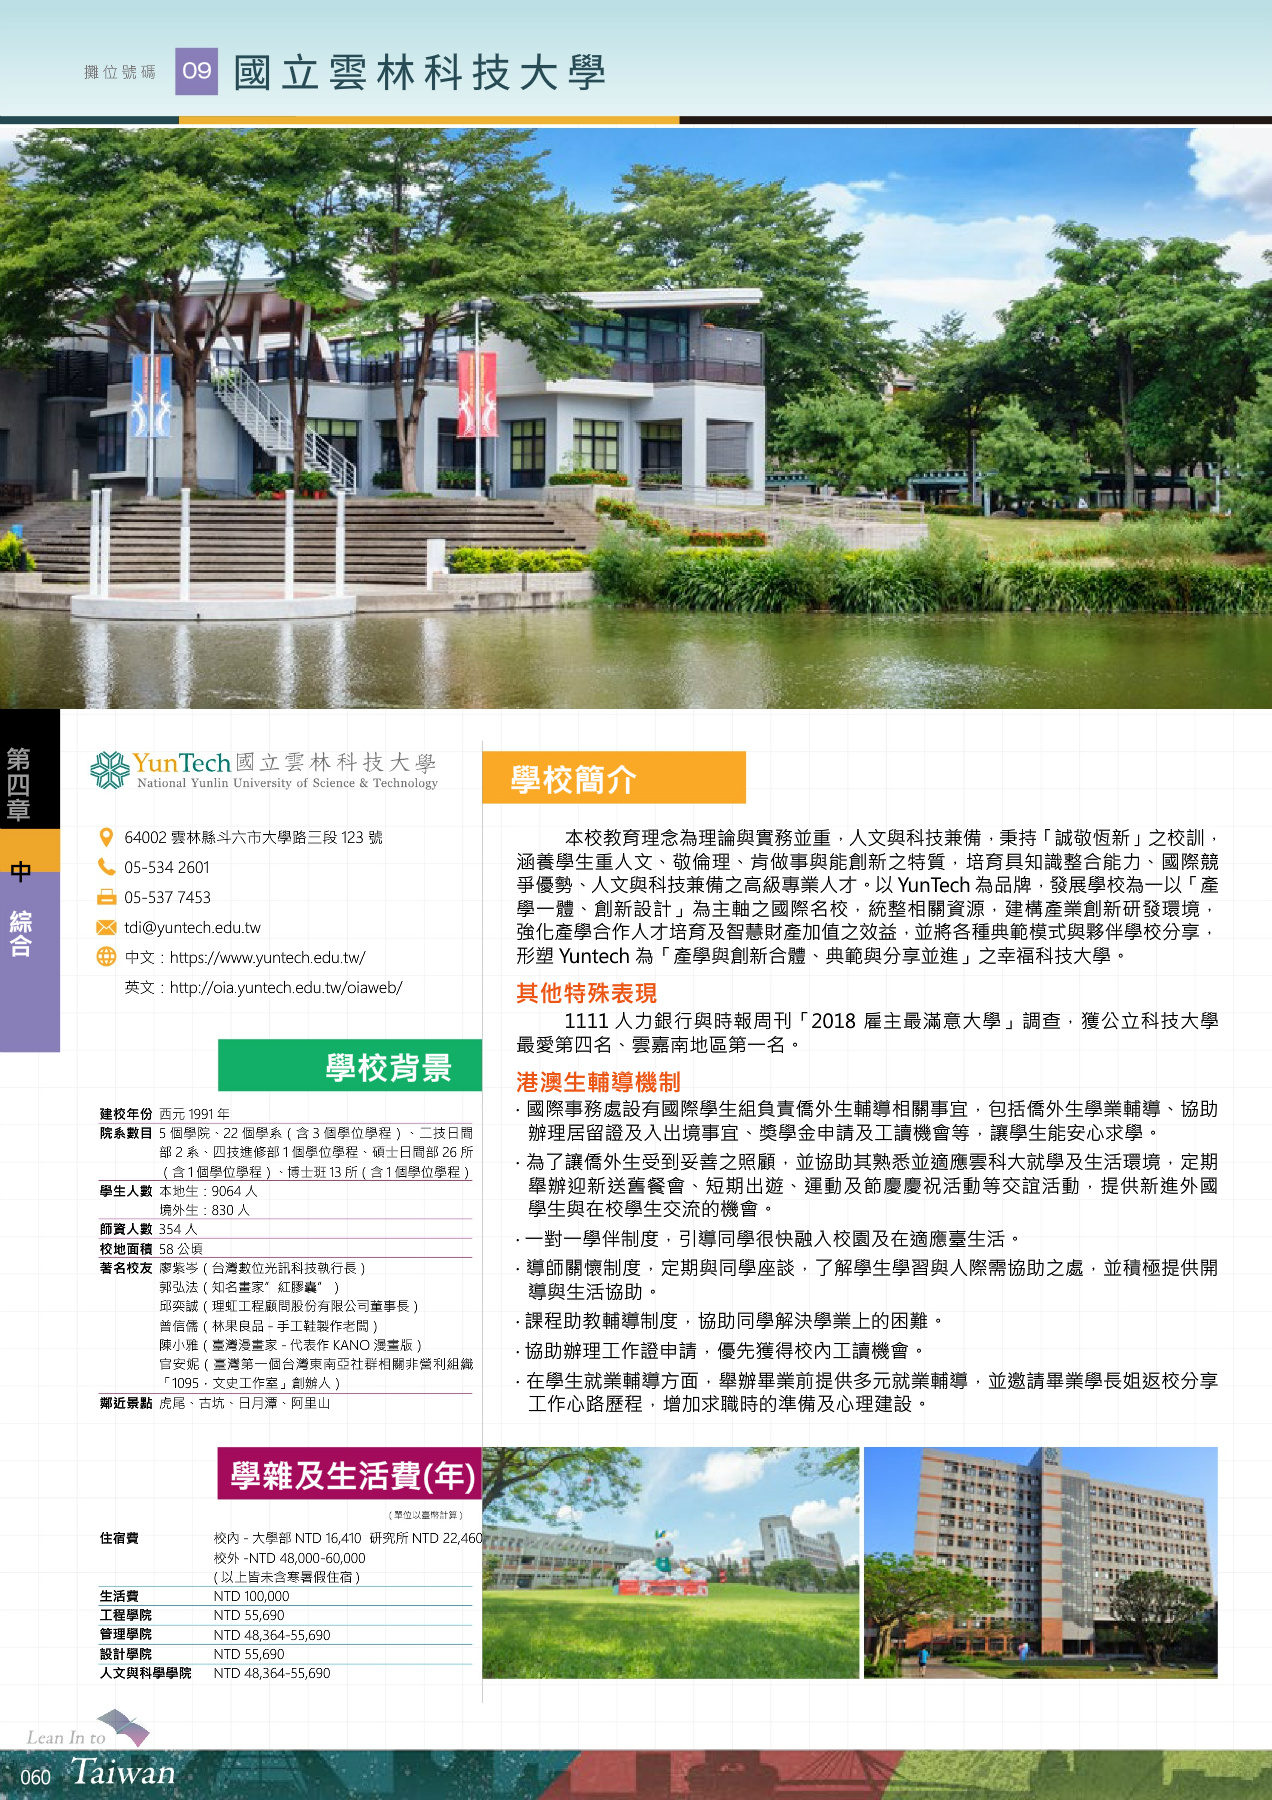 攤位號碼 09 國立雲林科技大學
第四章
中
綜合
YunTech 國立雲林科技大學
National Yunlin University of Science & Technology
64002 雲林縣斗六市大學路三段 123 號
05-534 2601
05-537 7453
tdi@yuntech.edu.tw
中文：https://www.yuntech.edu.tw/
英文：http://oia.yuntech.edu.tw/oiaweb/
學校背景
建校年份 西元 1991 年
院系數目 5 個學院、22 個學系（含 3 個學位學程）、二技日間
部 2 系、四技進修部 1 個學位學程、碩士日間部 26 所
（含 1 個學位學程）、博士班 13 所（含 1 個學位學程）
學生人數 本地生：9064 人
境外生：830 人
師資人數 354 人
校地面積 58 公頃
著名校友 廖紫岑（台灣數位光訊科技執行長）
郭弘法（知名畫家"紅膠囊"）
邱奕誠（理虹工程顧問股份有限公司董事長）
曾信儒（林果良品 - 手工鞋製作老闆）
陳小雅（臺灣漫畫家 - 代表作 KANO 漫畫版）
官安妮（臺灣第一個台灣東南亞社群相關非營利組織
「1095，文史工作室」創辦人）
鄰近景點 虎尾、古坑、日月潭、阿里山
學雜及生活費(年)
（單位以臺幣計算）
住宿費 校內 - 大學部 NTD 16,410 研究所 NTD 22,460
校外 -NTD 48,000-60,000
(以上皆未含寒暑假住宿)
生活費 NTD 100,000
工程學院 NTD 55,690
管理學院 NTD 48,364-55,690
設計學院 NTD 55,690
人文與科學學院 NTD 48,364-55,690
學校簡介
本校教育理念為理論與實務並重，人文與科技兼備，秉持「誠敬恆新」之校訓，
涵養學生重人文、敬倫理、肯做事與能創新之特質，培育具知識整合能力、國際競
爭優勢、人文與科技兼備之高級專業人才。以 YunTech 為品牌，發展學校為一以「產
學一體、創新設計」為主軸之國際名校，統整相關資源，建構產業創新研發環境，
強化產學合作人才培育及智慧財產加值之效益，並將各種典範模式與夥伴學校分享，
形塑 Yuntech 為「產學與創新合體、典範與分享並進」之幸福科技大學。
其他特殊表現
1111 人力銀行與時報周刊「2018 雇主最滿意大學」調查，獲公立科技大學
最愛第四名、雲嘉南地區第一名。
港澳生輔導機制
‧國際事務處設有國際學生組負責僑外生輔導相關事宜，包括僑外生學業輔導、協助
辦理居留證及入出境事宜、獎學金申請及工讀機會等，讓學生能安心求學。
‧為了讓僑外生受到妥善之照顧，並協助其熟悉並適應雲科大就學及生活環境，定期
舉辦迎新送舊餐會、短期出遊、運動及節慶慶祝活動等交誼活動，提供新進外國
學生與在校學生交流的機會。
‧一對一學伴制度，引導同學很快融入校園及在適應臺生活。
‧導師關懷制度，定期與同學座談，了解學生學習與人際需協助之處，並積極提供開
導與生活協助。
‧課程助教輔導制度，協助同學解決學業上的困難。
‧協助辦理工作證申請，優先獲得校內工讀機會。
‧在學生就業輔導方面，舉辦畢業前提供多元就業輔導，並邀請畢業學長姐返校分享
工作心路歷程，增加求職時的準備及心理建設。
Lean In to
060 Taiwan